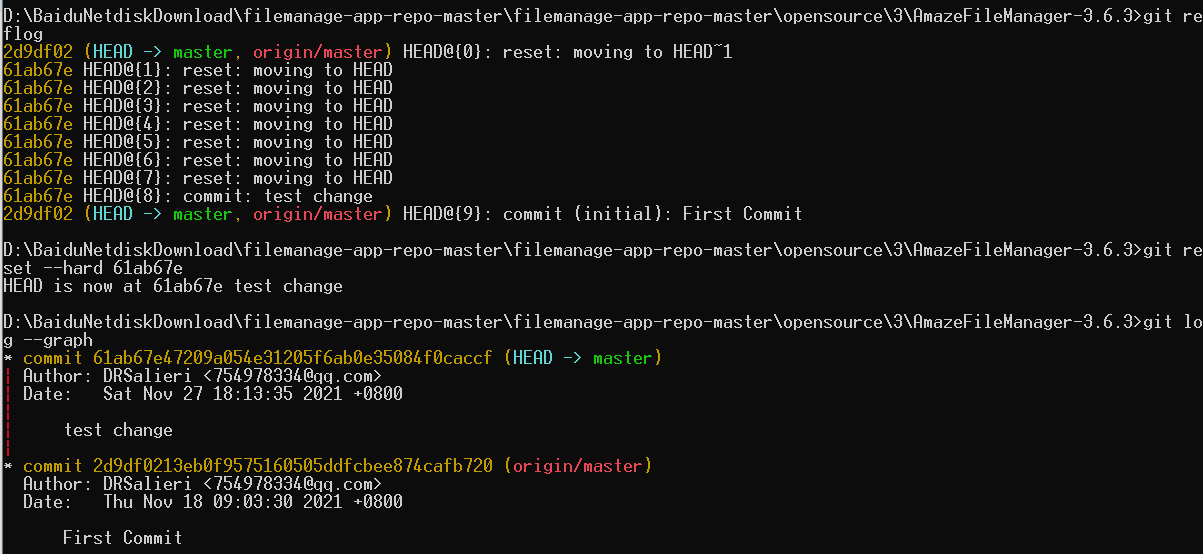 D:\BaiduNetdiskDownload\filemanage-app-repo-master\filemanage-app-repo-master\opensource\3\AmazeFileManager-3.6.3>git re
flog
2d9df02 (HEAD -> master, origin/master) HEAD@{0}: reset: moving to HEAD~1
61ab67e HEAD@{1}: reset: moving to HEAD
61ab67e HEAD@{2}: reset: moving to HEAD
61ab67e HEAD@{3}: reset: moving to HEAD
61ab67e HEAD@{4}: reset: moving to HEAD
61ab67e HEAD@{5}: reset: moving to HEAD
61ab67e HEAD@{6}: reset: moving to HEAD
61ab67e HEAD@{7}: reset: moving to HEAD
61ab67e HEAD@{8}: commit: test change
2d9df02 (HEAD -> master, origin/master) HEAD@{9}: commit (initial): First Commit
D:\BaiduNetdiskDownload\filemanage-app-repo-master\filemanage-app-repo-master\opensource\3\AmazeFileManager-3.6.3>git re
set --hard 61ab67e
HEAD is now at 61ab67e test change
D:\BaiduNetdiskDownload\filemanage-app-repo-master\filemanage-app-repo-master\opensource\3\AmazeFileManager-3.6.3>git lo
g --graph
* commit 61ab67e47209a054e31205f6ab0e35084f0caccf (HEAD -> master)
| Author: DRSalieri <754978334@qq.com>
| Date:   Sat Nov 27 18:13:35 2021 +0800
|
|     test change
|
* commit 2d9df0213eb0f9575160505ddfcbee874cafb720 (origin/master)
  Author: DRSalieri <754978334@qq.com>
  Date:   Thu Nov 18 09:03:30 2021 +0800
      First Commit